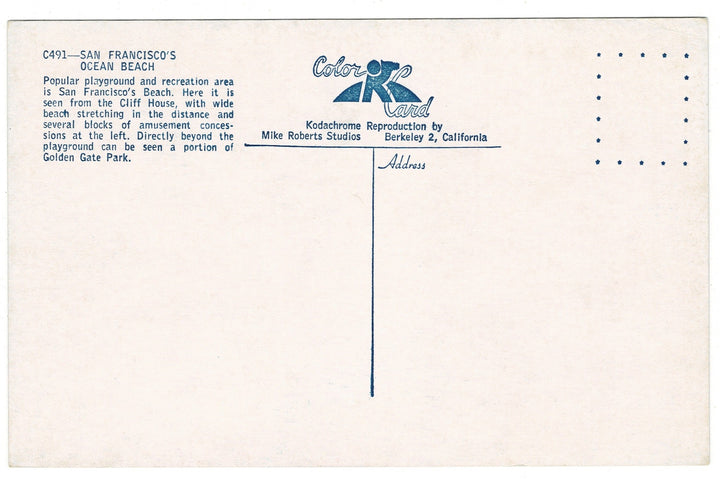 C491—SAN FRANCISCO'S
OCEAN BEACH
Popular playground and recreation area
is San Francisco's Beach. Here it is
seen from the Cliff House, with wide
beach stretching in the distance and
several blocks of amusement conces-
sions at the left. Directly beyond the
playground can be seen a portion of
Golden Gate Park.
Color
Card
Kodachrome Reproduction by
Mike Roberts Studios Berkeley 2, California
Address